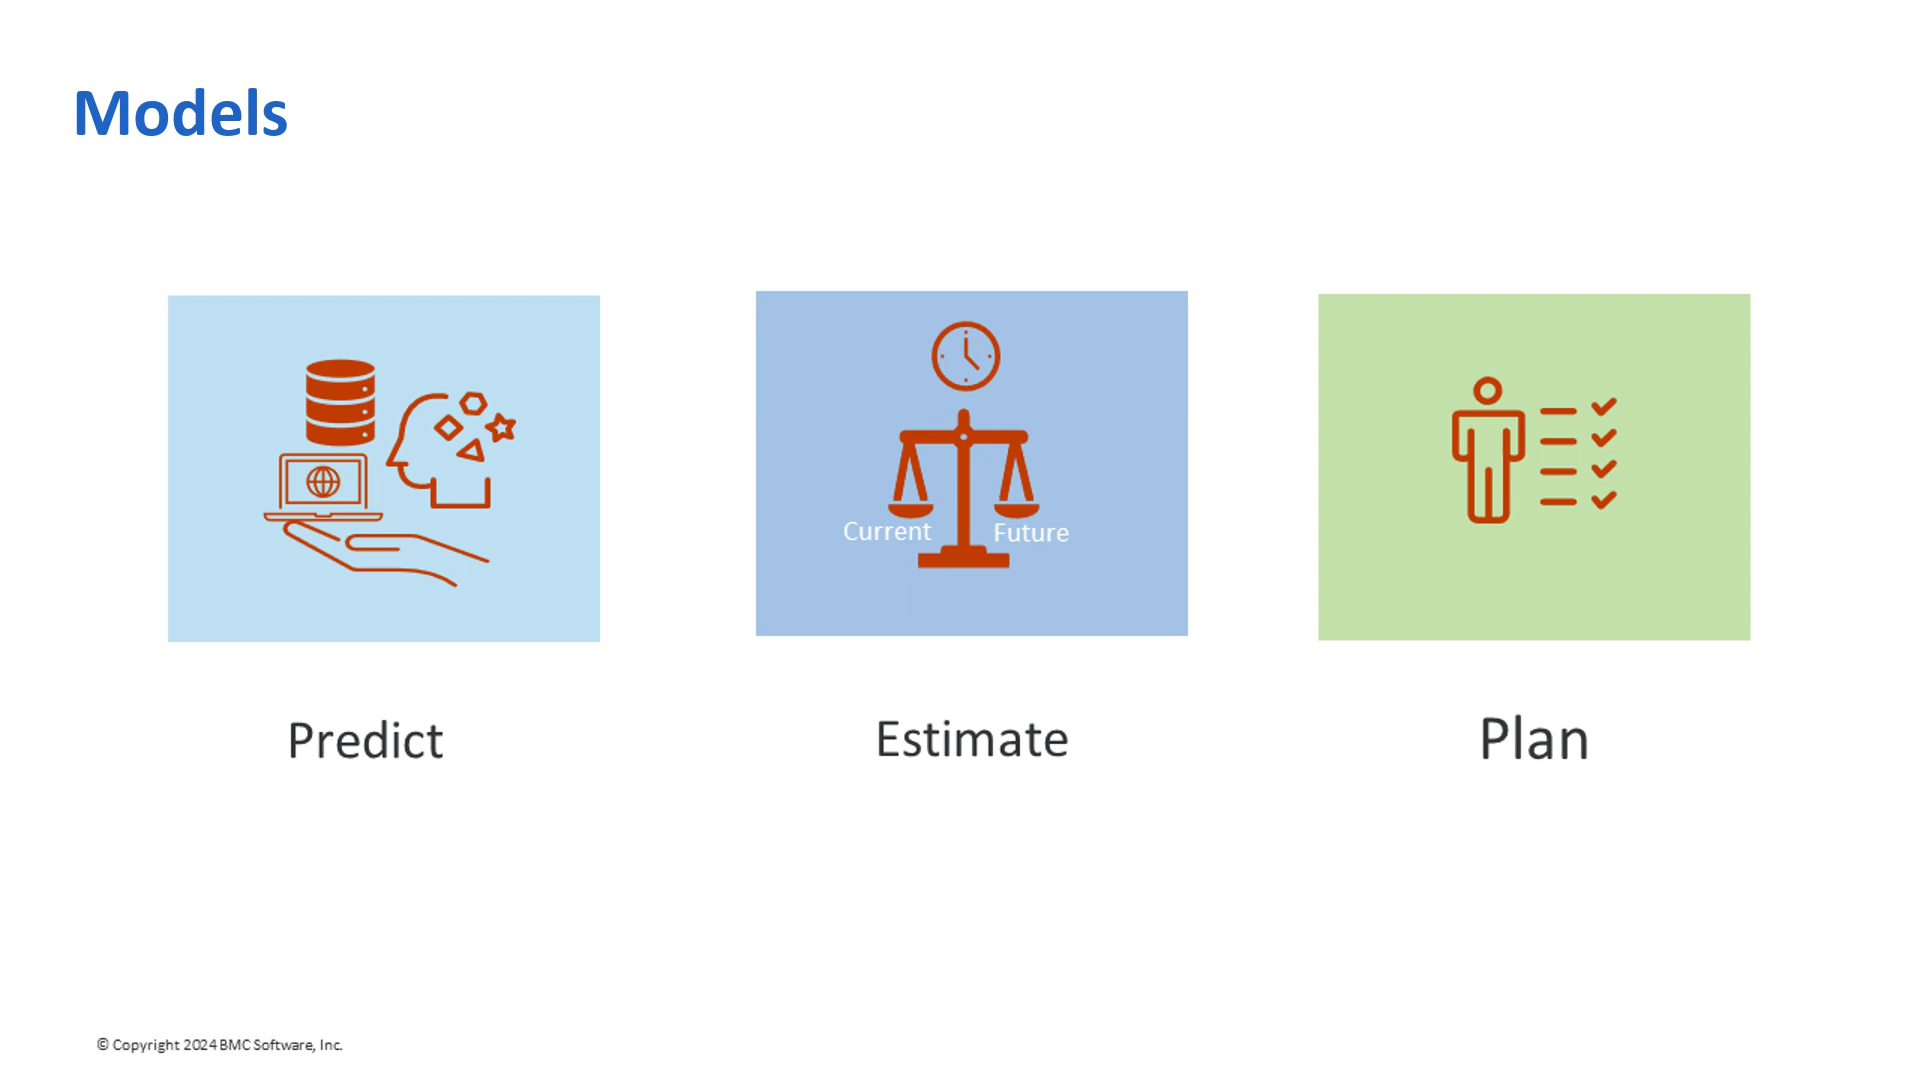 Models
Current
Future
Predict
Estimate
Plan
© Copyright 2024 BMC Software, Inc.